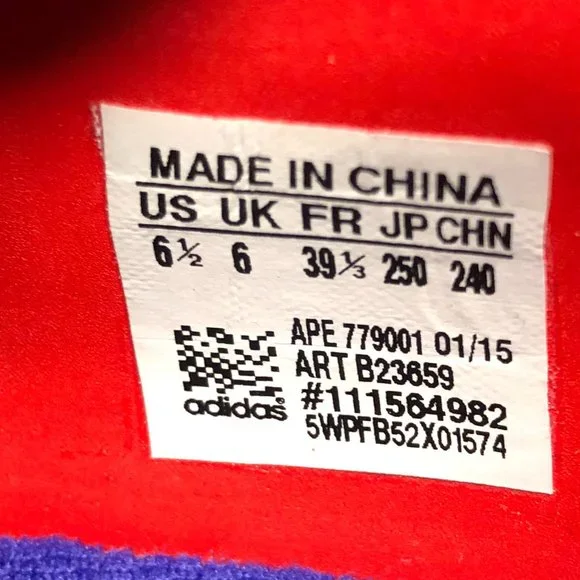 MADE IN CHINA
US UK FR JP CHN
6½ 6 39⅓ 250 240
APE 779001 01/15
ART B23659
#111564982
adidas
5WPFB52X01574